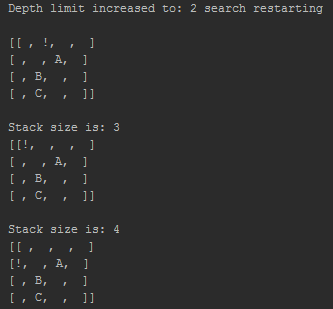 Depth limit increased to: 2 search restarting
[[ , !,  ,  ]
[ ,  , A,  ]
[ , B,  ,  ]
[ , C,  ,  ]]
Stack size is: 3
[[!,  ,  ,  ]
[ ,  , A,  ]
[ , B,  ,  ]
[ , C,  ,  ]]
Stack size is: 4
[[ ,  ,  ,  ]
[!,  , A,  ]
[ , B,  ,  ]
[ , C,  ,  ]]